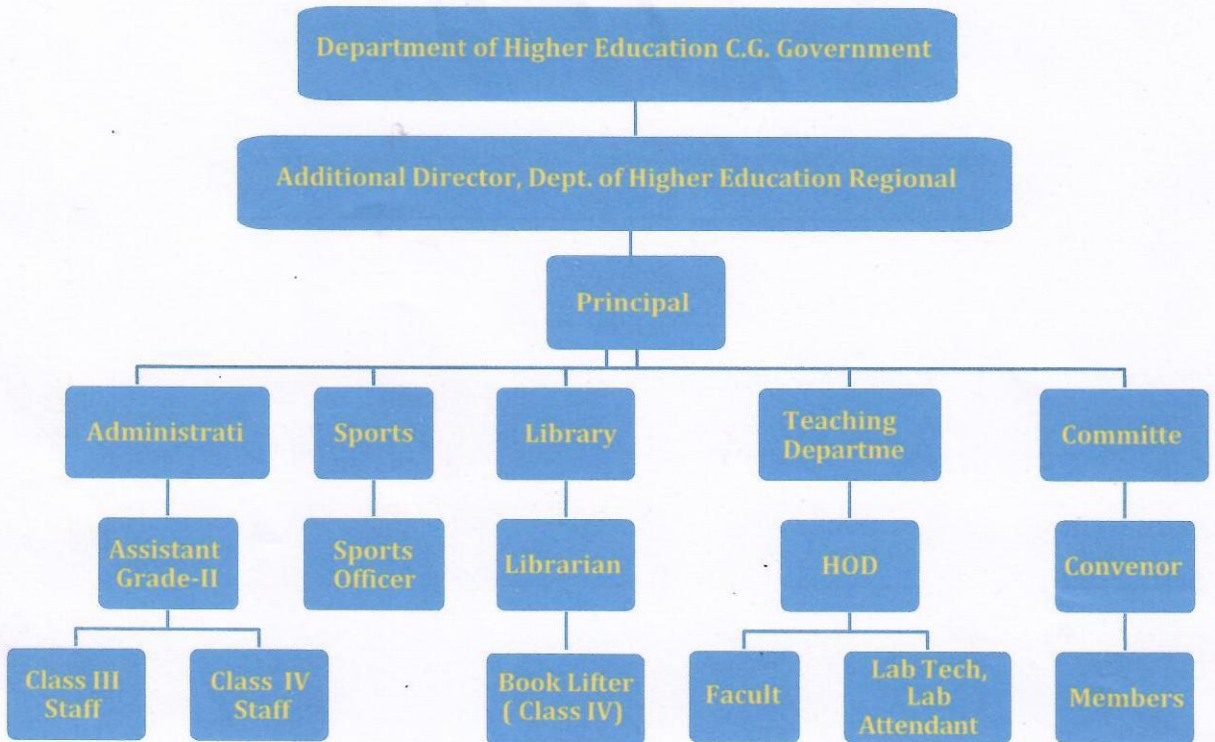 Department of Higher Education C.G. Government
Additional Director, Dept. of Higher Education Regional
Principal
Administrati
Sports
Library
Teaching
Departme
Committe
Assistant
Grade-II
Sports
Officer
Librarian
HOD
Convenor
Class III
Staff
Class IV
Staff
Book Lifter
( Class IV)
Facult
Lab Tech,
Lab
Attendant
Members